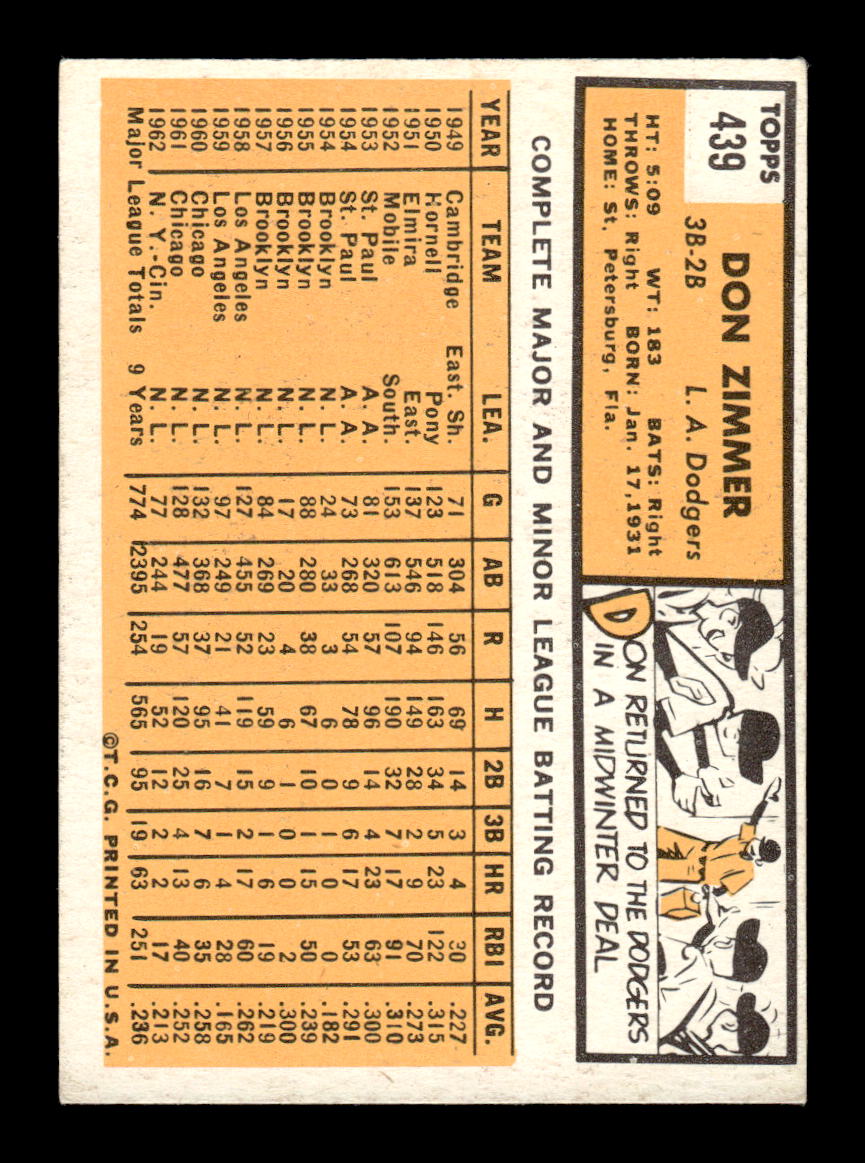 TOPPS
439
DON ZIMMER
3B-2B L. A. Dodgers
HT: 5:09 WT: 183 BATS: Right
THROWS: Right BORN: Jan. 17, 1931
HOME: St. Petersburg, Fla.
DON RETURNED TO THE DODGERS
IN A MIDWINTER DEAL
COMPLETE MAJOR AND MINOR LEAGUE BATTING RECORD
YEAR TEAM LEA. G AB R H 2B 3B HR RBI AVG.
1949 Cambridge East. Sh. 71 304 56 69 14 3 4 30 .227
1950 Hornell Pony 123 518 146 163 34 5 23 122 .315
1951 Elmira East. 137 546 94 149 28 2 9 70 .273
1952 Mobile South. 153 613 107 190 32 7 17 91 .310
1953 St. Paul A. A. 81 320 57 96 14 4 23 63 .300
1954 St. Paul A. A. 73 268 54 78 9 6 17 53 .291
1954 Brooklyn N. L. 24 33 3 6 0 1 0 0 .182
1955 Brooklyn N. L. 88 280 38 67 10 1 15 50 .239
1956 Brooklyn N. L. 17 20 4 6 1 0 0 2 .300
1957 Brooklyn N. L. 84 269 23 59 9 1 6 19 .219
1958 Los Angeles N. L. 127 455 52 119 15 2 17 60 .262
1959 Los Angeles N. L. 97 249 21 41 7 1 4 28 .165
1960 Chicago N. L. 132 368 37 95 16 7 6 35 .258
1961 Chicago N. L. 128 477 57 120 25 4 13 40 .252
1962 N. Y.-Cin. N. L. 77 244 19 52 12 2 2 17 .213
Major League Totals 9 Years 774 2395 254 565 95 19 63 251 .236
©T.C.G. PRINTED IN U.S.A.